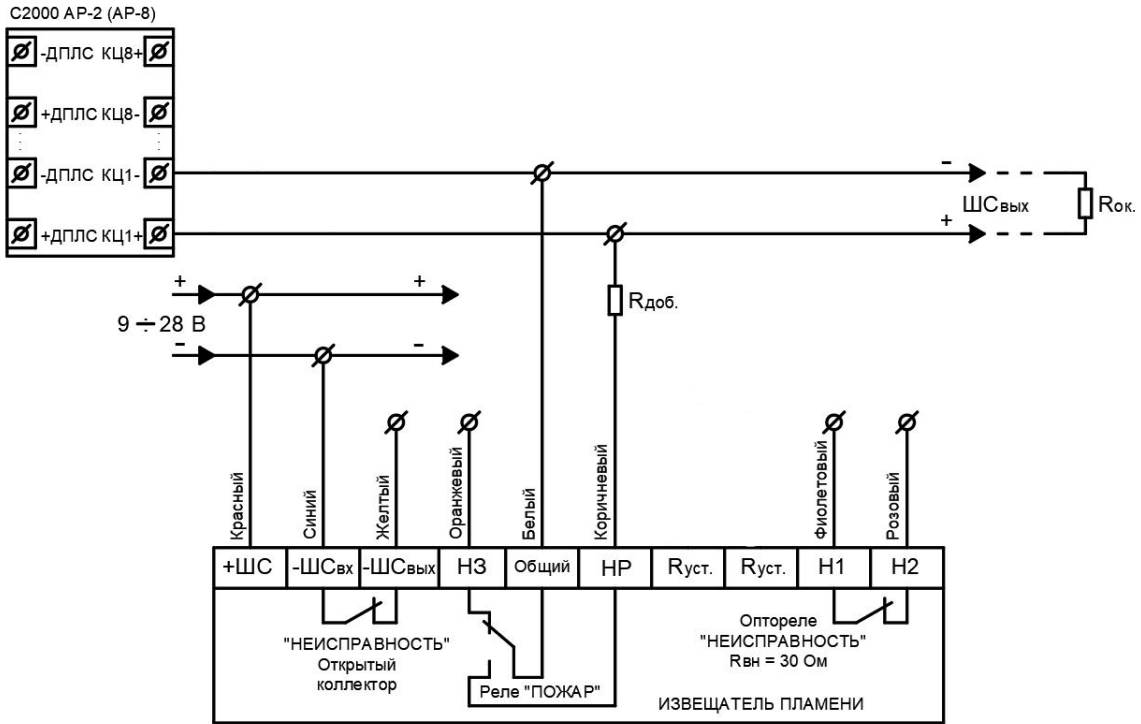 С2000 АР-2 (АР-8)
-ДПЛС КЦ8+
+ДПЛС КЦ8-
-ДПЛС КЦ1-
+ДПЛС КЦ1+
-
ШСвых
+
Rок.
+ +
9 ÷ 28 В
- -
Rдоб.
Красный
Синий
Желтый
Оранжевый
Белый
Коричневый
Фиолетовый
Розовый
+ШС -ШСвх -ШСвых НЗ Общий НР Rуст. Rуст. Н1 Н2
"НЕИСПРАВНОСТЬ"
Открытый
коллектор
Реле "ПОЖАР"
Оптореле
"НЕИСПРАВНОСТЬ"
Rвн = 30 Ом
ИЗВЕЩАТЕЛЬ ПЛАМЕНИ